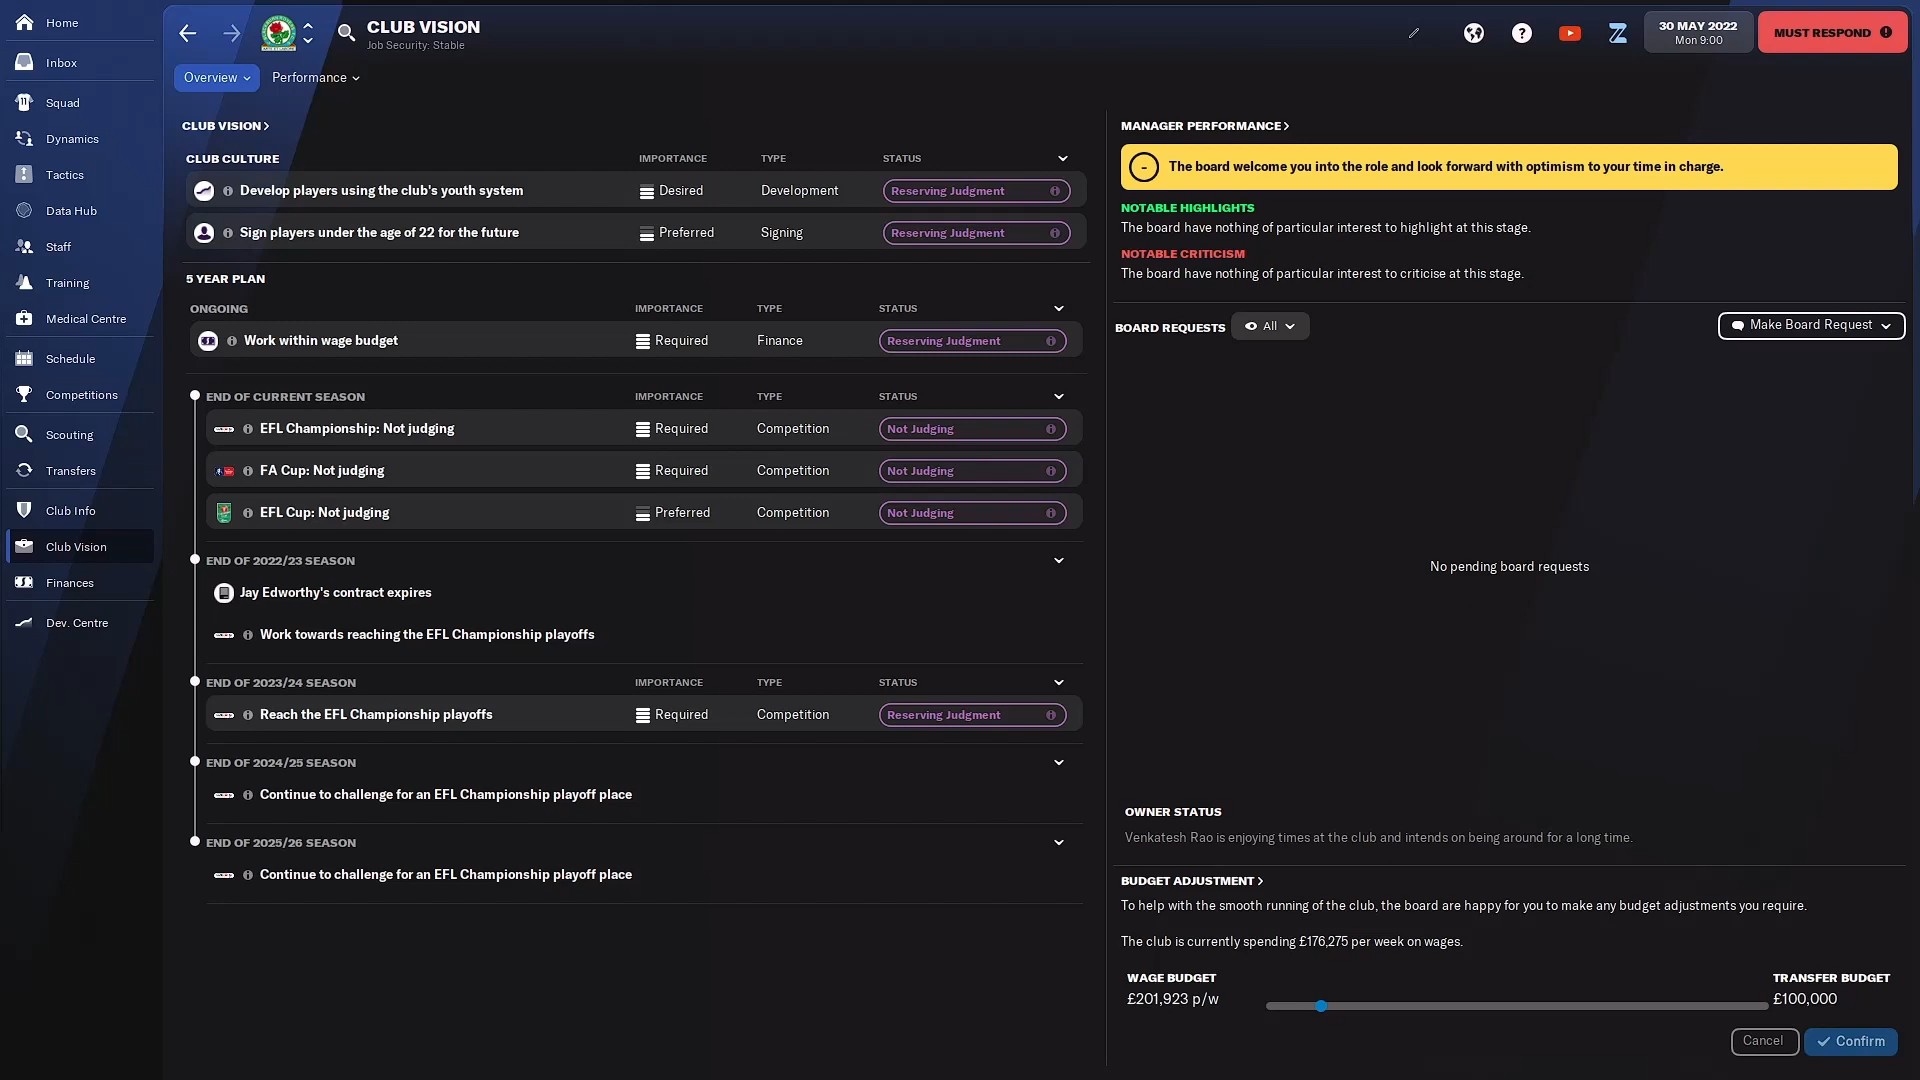 Home
Inbox
Squad
Dynamics
Tactics
Data Hub
Staff
Training
Medical Centre
Schedule
Competitions
Scouting
Transfers
Club Info
Club Vision
Finances
Dev. Centre
CLUB VISION
Job Security: Stable
30 MAY 2022
Mon 9:00
MUST RESPOND
Overview
Performance
CLUB VISION
CLUB CULTURE IMPORTANCE TYPE STATUS
Develop players using the club's youth system Desired Development Reserving Judgment
Sign players under the age of 22 for the future Preferred Signing Reserving Judgment
5 YEAR PLAN
ONGOING IMPORTANCE TYPE STATUS
Work within wage budget Required Finance Reserving Judgment
END OF CURRENT SEASON IMPORTANCE TYPE STATUS
EFL Championship: Not judging Required Competition Not Judging
FA Cup: Not judging Required Competition Not Judging
EFL Cup: Not judging Preferred Competition Not Judging
END OF 2022/23 SEASON
Jay Edworthy's contract expires
Work towards reaching the EFL Championship playoffs
END OF 2023/24 SEASON IMPORTANCE TYPE STATUS
Reach the EFL Championship playoffs Required Competition Reserving Judgment
END OF 2024/25 SEASON
Continue to challenge for an EFL Championship playoff place
END OF 2025/26 SEASON
Continue to challenge for an EFL Championship playoff place
MANAGER PERFORMANCE
- The board welcome you into the role and look forward with optimism to your time in charge.
NOTABLE HIGHLIGHTS
The board have nothing of particular interest to highlight at this stage.
NOTABLE CRITICISM
The board have nothing of particular interest to criticise at this stage.
BOARD REQUESTS All Make Board Request
No pending board requests
OWNER STATUS
Venkatesh Rao is enjoying times at the club and intends on being around for a long time.
BUDGET ADJUSTMENT
To help with the smooth running of the club, the board are happy for you to make any budget adjustments you require.
The club is currently spending £176,275 per week on wages.
WAGE BUDGET TRANSFER BUDGET
£201,923 p/w £100,000
Cancel Confirm